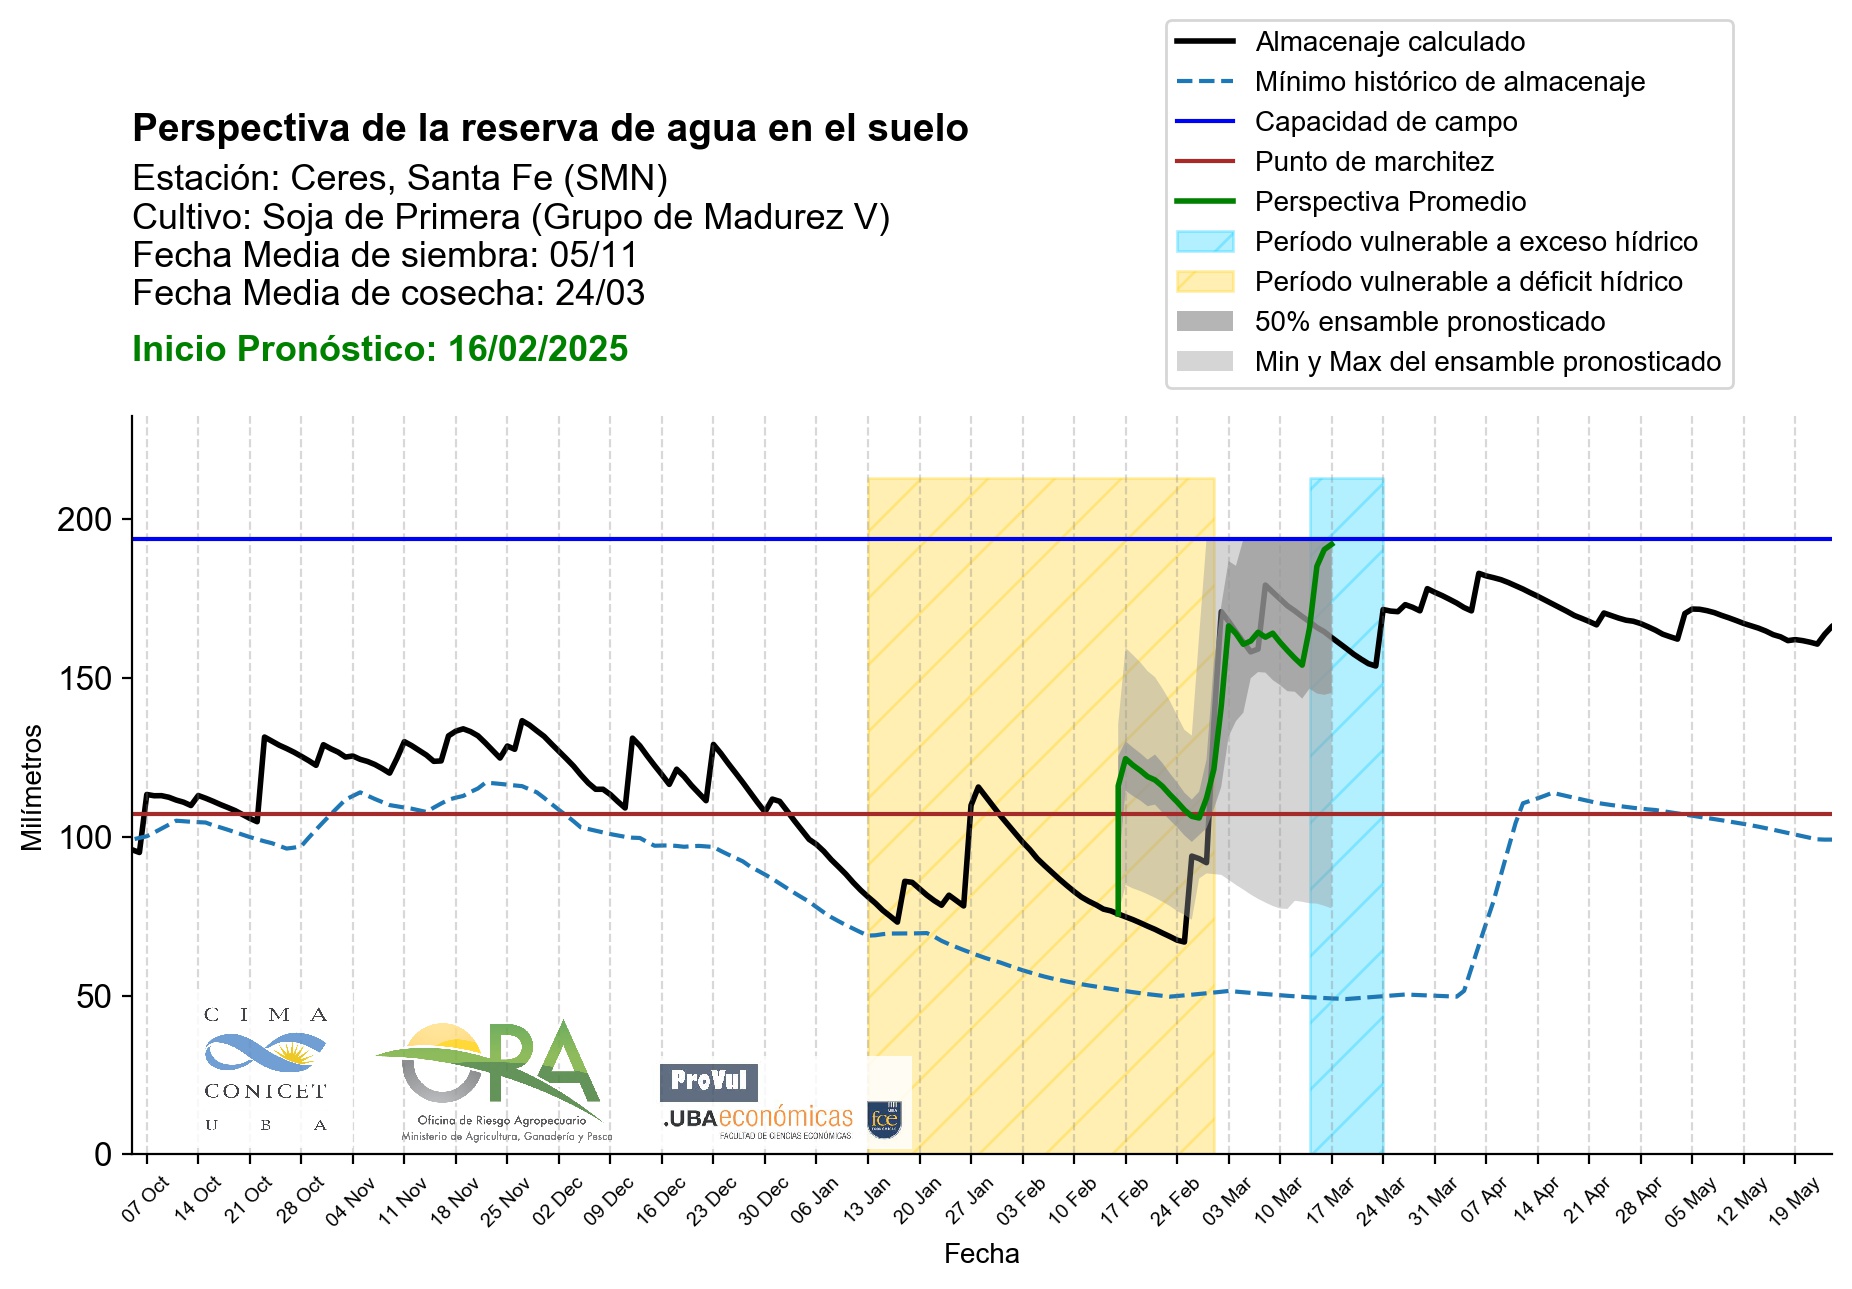 Almacenaje calculado
Mínimo histórico de almacenaje
Capacidad de campo
Punto de marchitez
Perspectiva Promedio
Período vulnerable a exceso hídrico
Período vulnerable a déficit hídrico
50% ensamble pronosticado
Min y Max del ensamble pronosticado
Perspectiva de la reserva de agua en el suelo
Estación: Ceres, Santa Fe (SMN)
Cultivo: Soja de Primera (Grupo de Madurez V)
Fecha Media de siembra: 05/11
Fecha Media de cosecha: 24/03
Inicio Pronóstico: 16/02/2025
Milímetros
200
150
100
50
0
CIMA
CONICET
UBA
ORA
Oficina de Riesgo Agropecuario
Ministerio de Agricultura, Ganadería y Pesca
ProVul
.UBAeconómicas
FACULTAD DE CIENCIAS ECONÓMICAS
UBA
fce
ECONÓMICAS
07 Oct
14 Oct
21 Oct
28 Oct
04 Nov
11 Nov
18 Nov
25 Nov
02 Dec
09 Dec
16 Dec
23 Dec
30 Dec
06 Jan
13 Jan
20 Jan
27 Jan
03 Feb
10 Feb
17 Feb
24 Feb
03 Mar
10 Mar
17 Mar
24 Mar
31 Mar
07 Apr
14 Apr
21 Apr
28 Apr
05 May
12 May
19 May
Fecha